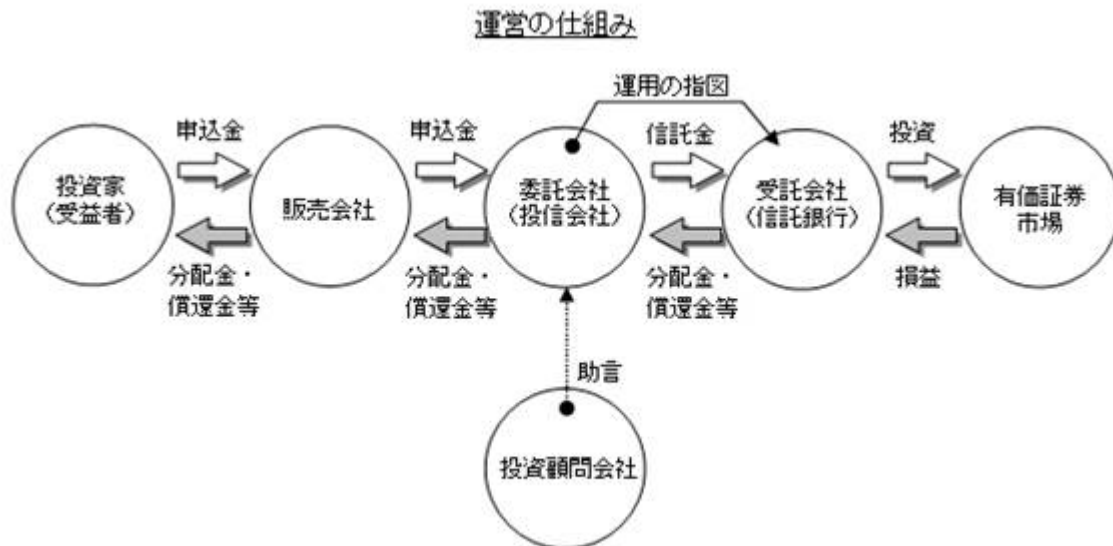 運営の仕組み
運用の指図
申込金
申込金
信託金
投資
投資家
（受益者）
販売会社
委託会社
（投信会社）
受託会社
（信託銀行）
有価証券
市場
分配金・
償還金等
分配金・
償還金等
分配金・
償還金等
損益
助言
投資顧問会社